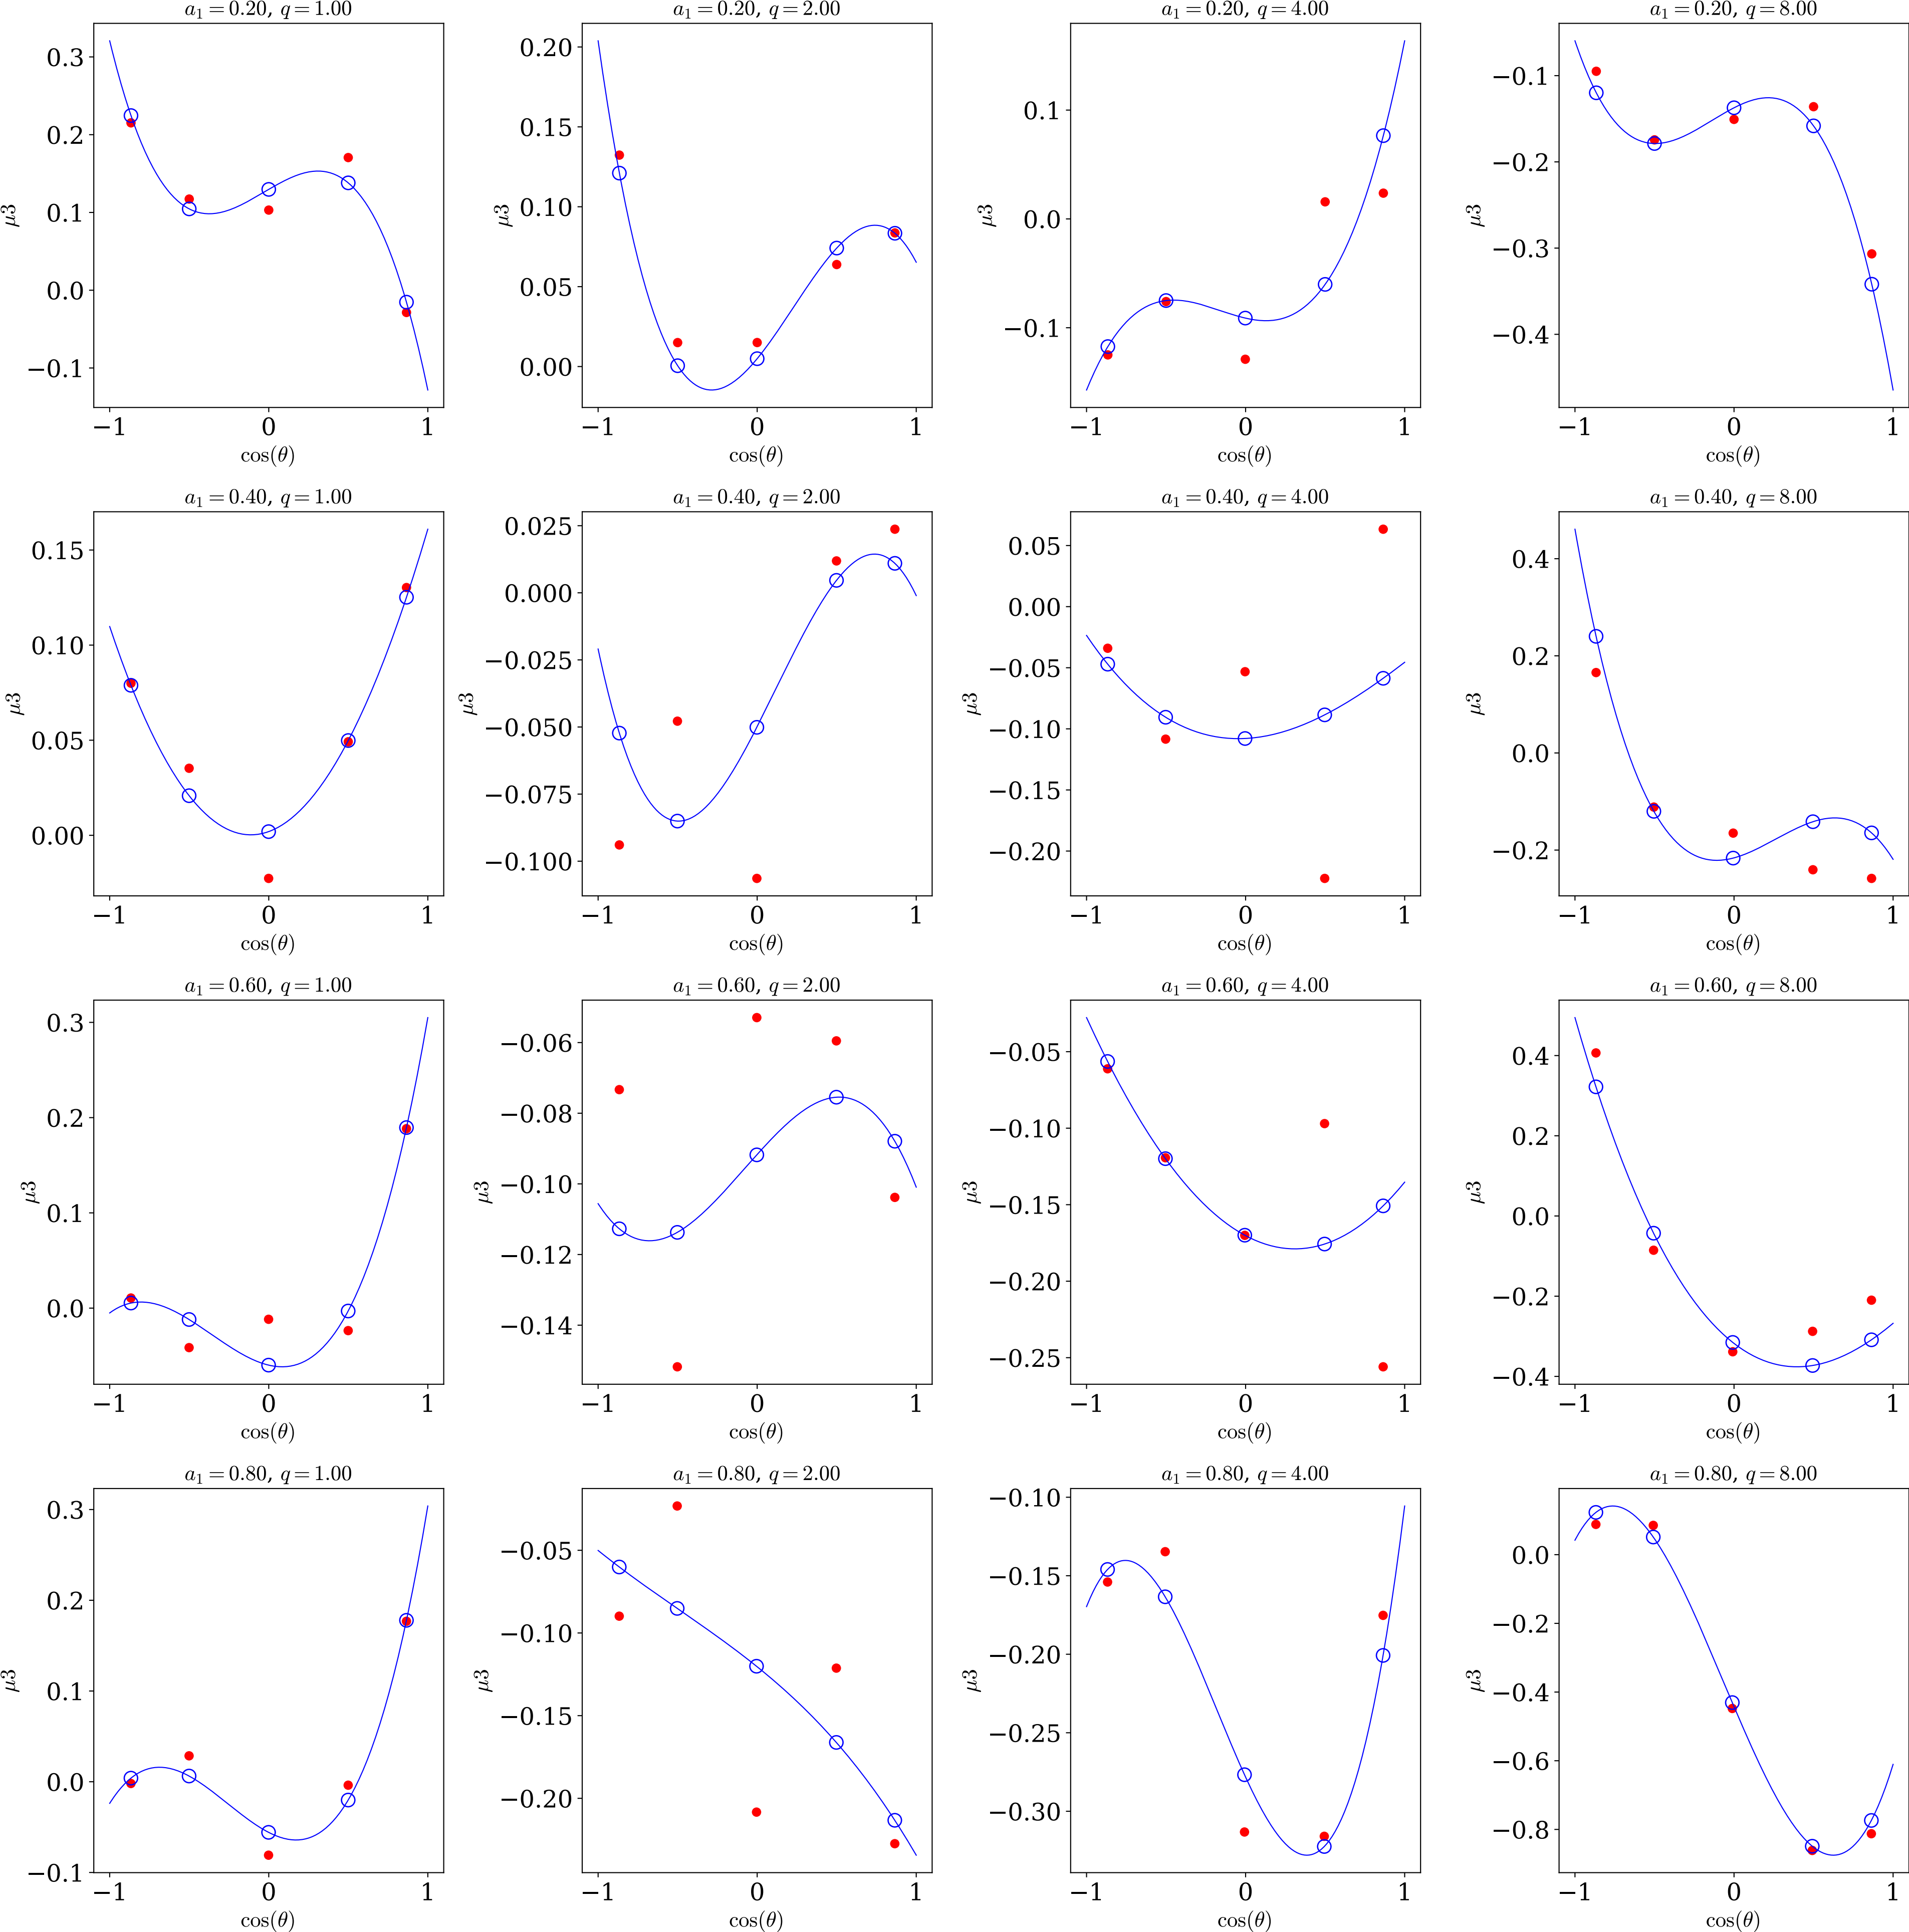 a₁ = 0.20, q = 1.00
0.3
0.2
0.1
0.0
−0.1
μ3
−1 0 1
cos(θ)
a₁ = 0.20, q = 2.00
0.20
0.15
0.10
0.05
0.00
μ3
−1 0 1
cos(θ)
a₁ = 0.20, q = 4.00
0.1
0.0
−0.1
μ3
−1 0 1
cos(θ)
a₁ = 0.20, q = 8.00
−0.1
−0.2
−0.3
−0.4
μ3
−1 0 1
cos(θ)
a₁ = 0.40, q = 1.00
0.15
0.10
0.05
0.00
μ3
−1 0 1
cos(θ)
a₁ = 0.40, q = 2.00
0.025
0.000
−0.025
−0.050
−0.075
−0.100
μ3
−1 0 1
cos(θ)
a₁ = 0.40, q = 4.00
0.05
0.00
−0.05
−0.10
−0.15
−0.20
μ3
−1 0 1
cos(θ)
a₁ = 0.40, q = 8.00
0.4
0.2
0.0
−0.2
μ3
−1 0 1
cos(θ)
a₁ = 0.60, q = 1.00
0.3
0.2
0.1
0.0
μ3
−1 0 1
cos(θ)
a₁ = 0.60, q = 2.00
−0.06
−0.08
−0.10
−0.12
−0.14
μ3
−1 0 1
cos(θ)
a₁ = 0.60, q = 4.00
−0.05
−0.10
−0.15
−0.20
−0.25
μ3
−1 0 1
cos(θ)
a₁ = 0.60, q = 8.00
0.4
0.2
0.0
−0.2
−0.4
μ3
−1 0 1
cos(θ)
a₁ = 0.80, q = 1.00
0.3
0.2
0.1
0.0
−0.1
μ3
−1 0 1
cos(θ)
a₁ = 0.80, q = 2.00
−0.05
−0.10
−0.15
−0.20
μ3
−1 0 1
cos(θ)
a₁ = 0.80, q = 4.00
−0.10
−0.15
−0.20
−0.25
−0.30
μ3
−1 0 1
cos(θ)
a₁ = 0.80, q = 8.00
0.0
−0.2
−0.4
−0.6
−0.8
μ3
−1 0 1
cos(θ)